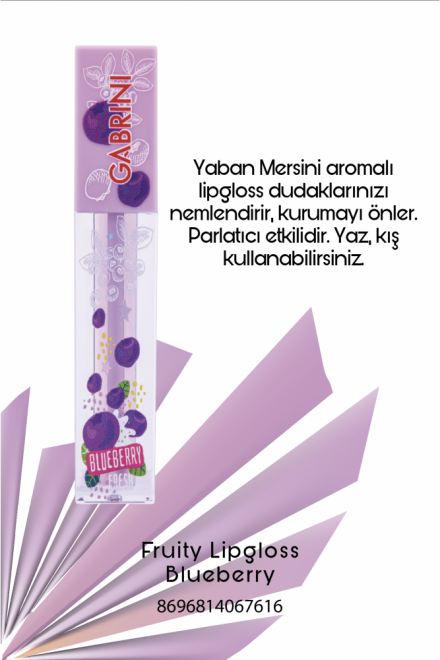 GABRINI
Yaban Mersini aromalı
lipgloss dudaklarınızı
nemlendirir, kurumayı önler.
Parlatıcı etkilidir. Yaz, kış
kullanabilirsiniz.
BLUEBERRY
FRESH
Fruity Lipgloss
Blueberry
8696814067616